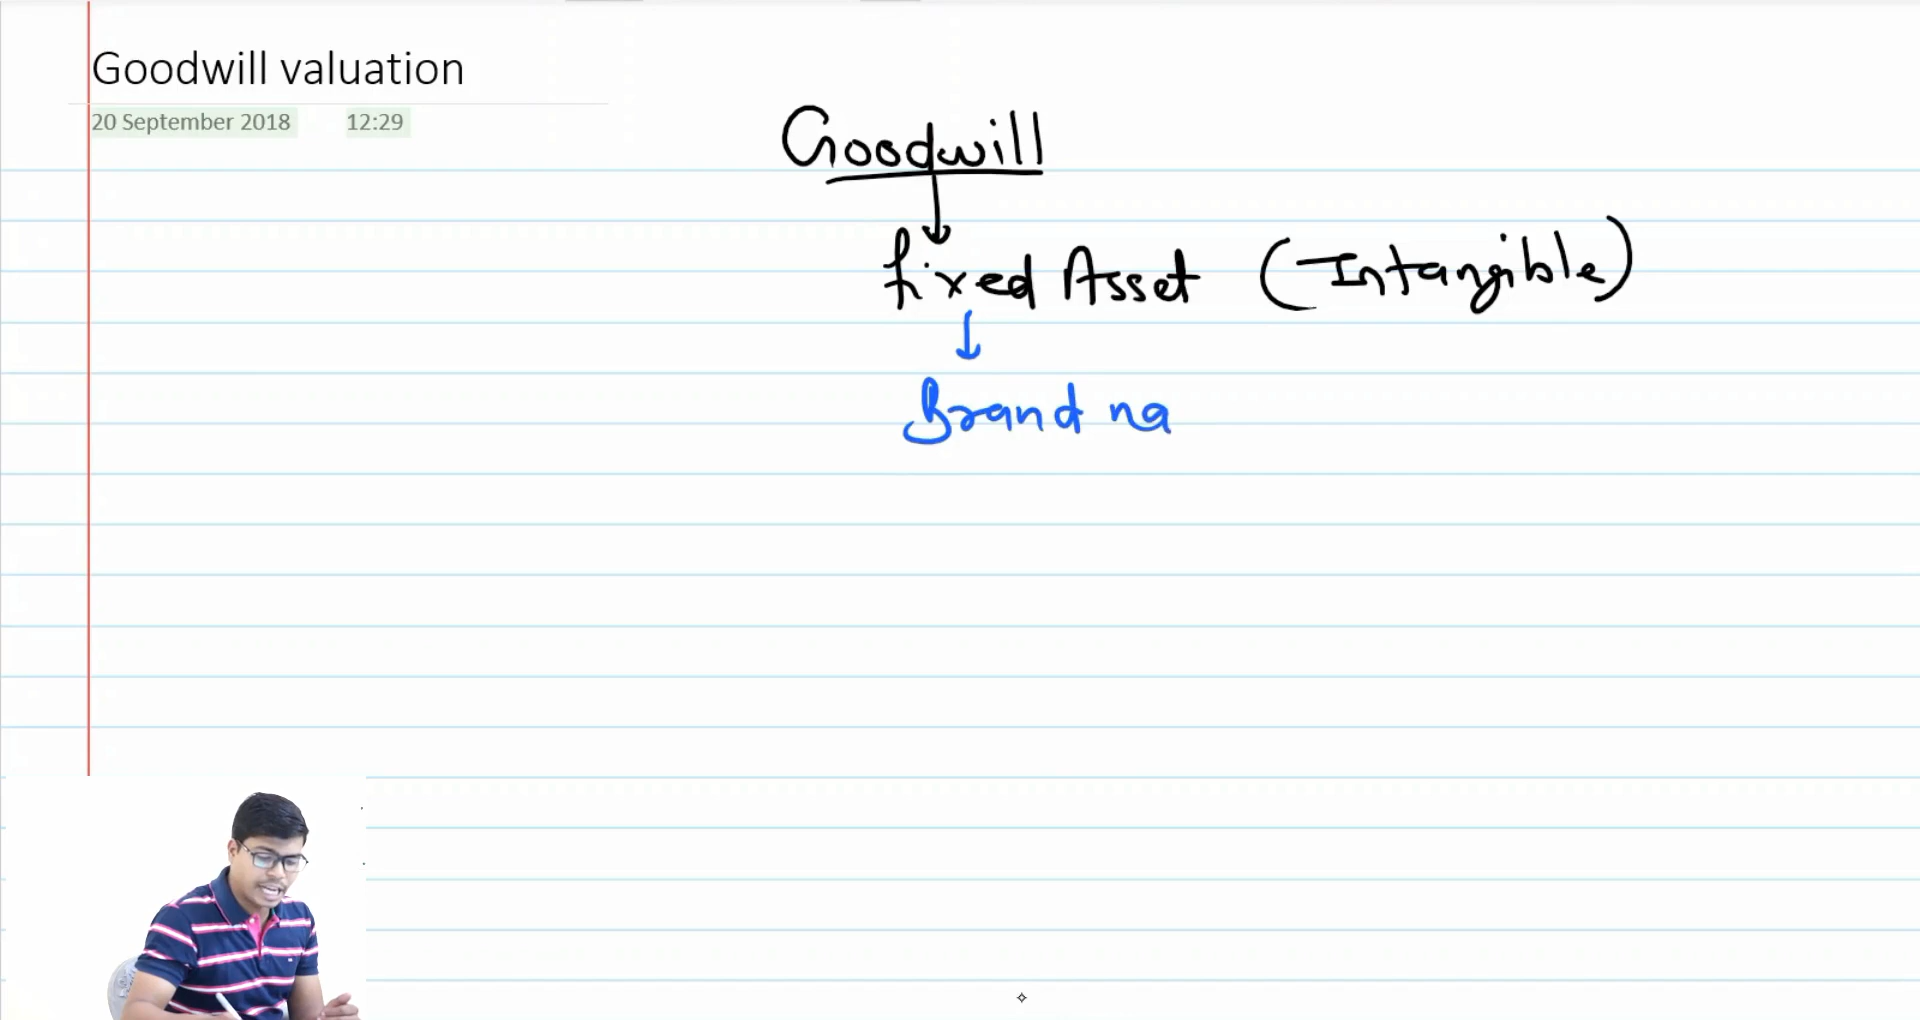 Goodwill valuation
20 September 2018 12:29
Goodwill
fixed Asset (Intangible)
Brand na